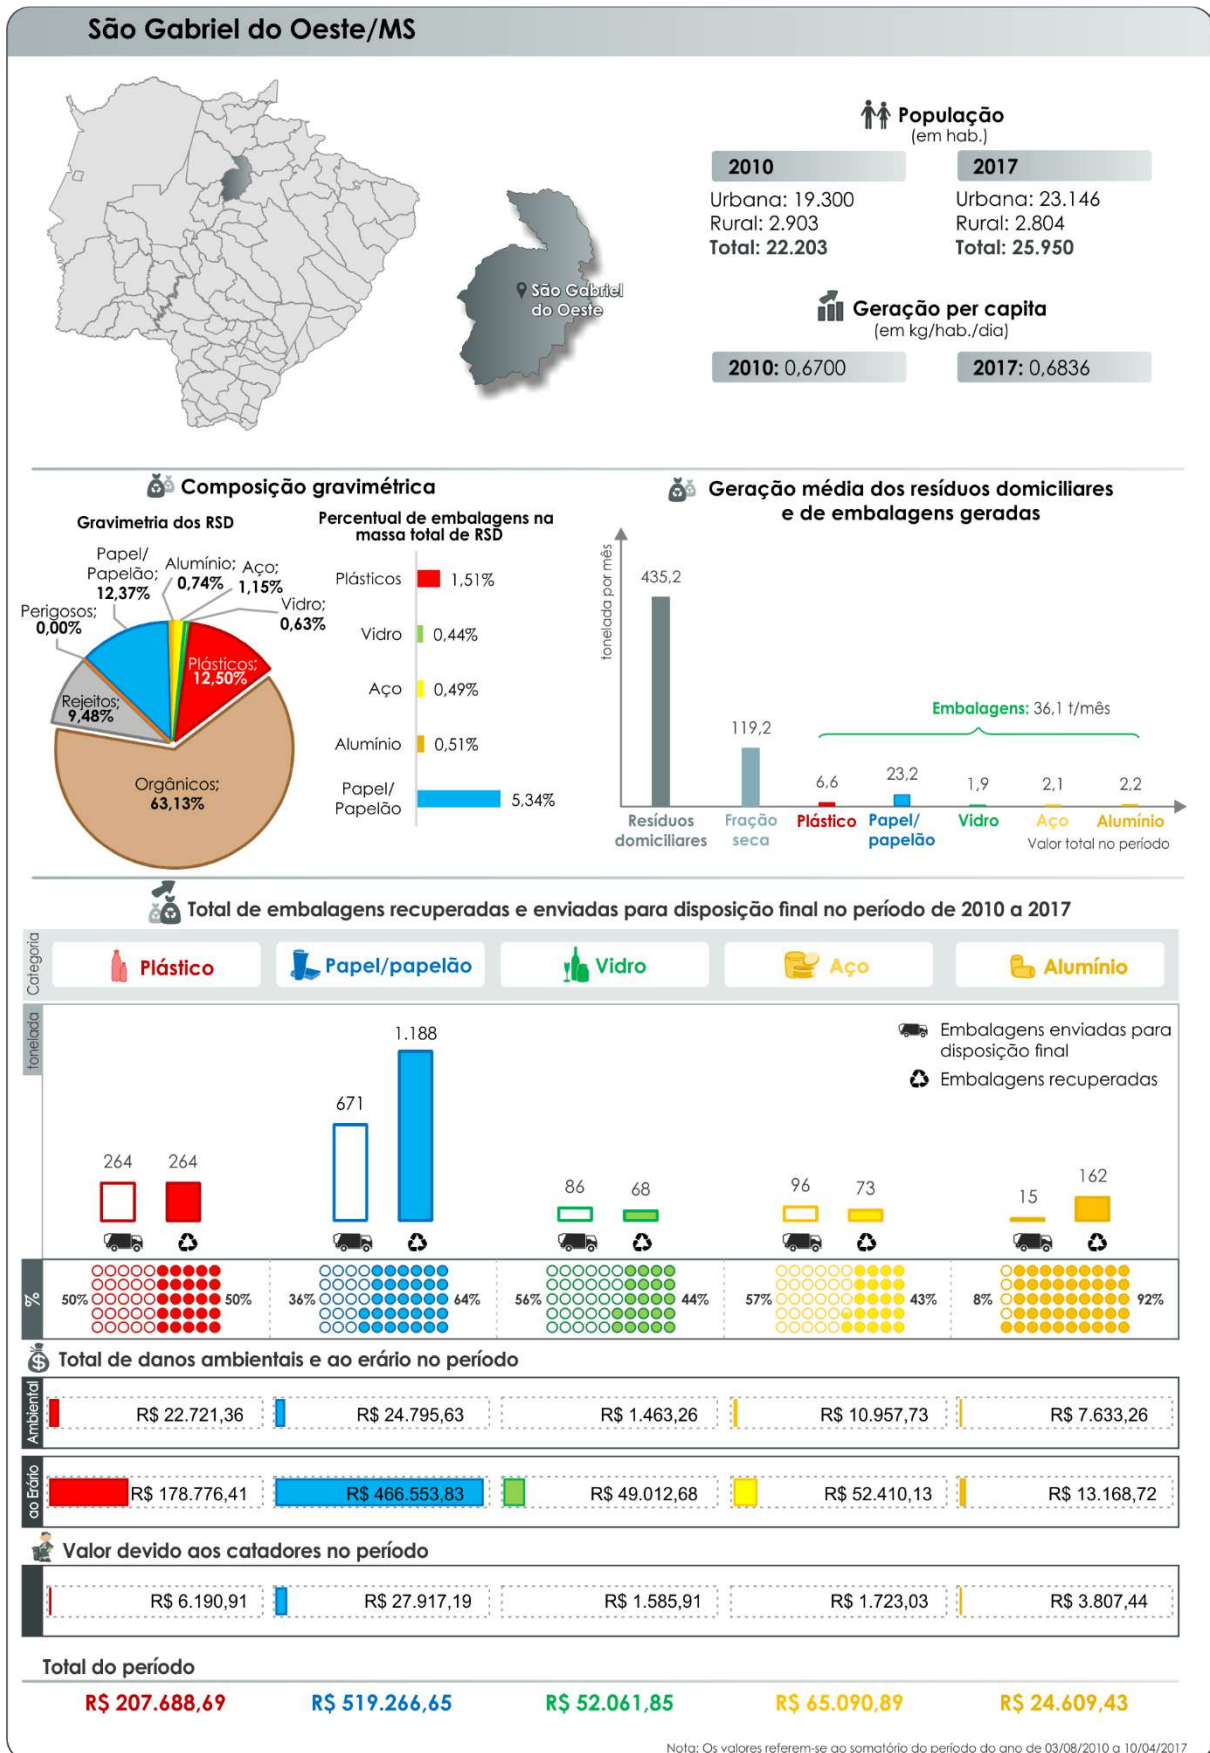 São Gabriel do Oeste/MS
População
(em hab.)
2010
2017
Urbana: 19.300
Rural: 2.903
Total: 22.203
Urbana: 23.146
Rural: 2.804
Total: 25.950
São Gabriel
do Oeste
Geração per capita
(em kg/hab./dia)
2010: 0,6700
2017: 0,6836
Composição gravimétrica
Gravimetria dos RSD
Papel/
Papelão;
12,37%
Alumínio;
0,74%
Aço;
1,15%
Vidro;
0,63%
Perigosos;
0,00%
Plásticos;
12,50%
Rejeitos;
9,48%
Orgânicos;
63,13%
Percentual de embalagens na
massa total de RSD
Plásticos
1,51%
Vidro
0,44%
Aço
0,49%
Alumínio
0,51%
Papel/
Papelão
5,34%
Geração média dos resíduos domiciliares
e de embalagens geradas
tonelada por mês
435,2
119,2
Embalagens: 36,1 t/mês
6,6
23,2
1,9
2,1
2,2
Resíduos
domiciliares
Fração
seca
Plástico
Papel/
papelão
Vidro
Aço
Alumínio
Valor total no período
Total de embalagens recuperadas e enviadas para disposição final no período de 2010 a 2017
Categoria
Plástico
Papel/papelão
Vidro
Aço
Alumínio
tonelada
264
264
671
1.188
86
68
96
73
15
162
Embalagens enviadas para
disposição final
Embalagens recuperadas
%
50%
50%
36%
64%
56%
44%
57%
43%
8%
92%
Total de danos ambientais e ao erário no período
Ambiental
R$ 22.721,36
R$ 24.795,63
R$ 1.463,26
R$ 10.957,73
R$ 7.633,26
ao Erário
R$ 178.776,41
R$ 466.553,83
R$ 49.012,68
R$ 52.410,13
R$ 13.168,72
Valor devido aos catadores no período
R$ 6.190,91
R$ 27.917,19
R$ 1.585,91
R$ 1.723,03
R$ 3.807,44
Total do período
R$ 207.688,69
R$ 519.266,65
R$ 52.061,85
R$ 65.090,89
R$ 24.609,43
Nota: Os valores referem-se ao somatório do período do ano de 03/08/2010 a 10/04/2017